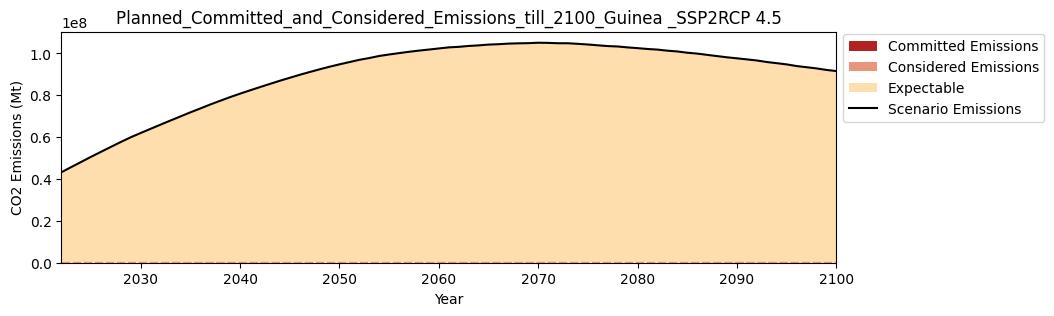 Planned_Committed_and_Considered_Emissions_till_2100_Guinea _SSP2RCP 4.5
1e8
1.0
0.8
0.6
0.4
0.2
0.0
CO2 Emissions (Mt)
2030 2040 2050 2060 2070 2080 2090 2100
Year
Committed Emissions
Considered Emissions
Expectable
Scenario Emissions